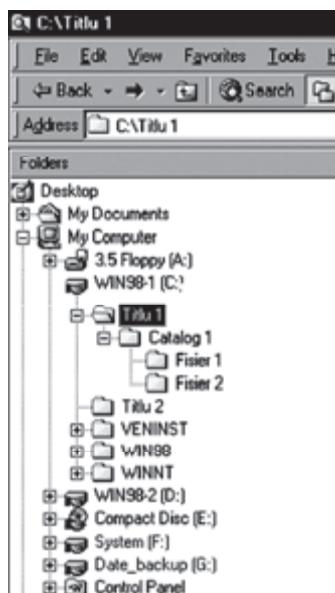 C:\Titlu 1
File Edit View Favorites Tools H
Back Search
Address C:\Titlu 1
Folders
Desktop
My Documents
My Computer
3.5 Floppy (A:)
WIN98-1 (C:)
Titlu 1
Catalog 1
Fisier 1
Fisier 2
Titlu 2
VENINST
WIN98
WINNT
WIN98-2 (D:)
Compact Disc (E:)
System (F:)
Date_backup (G:)
Control Panel